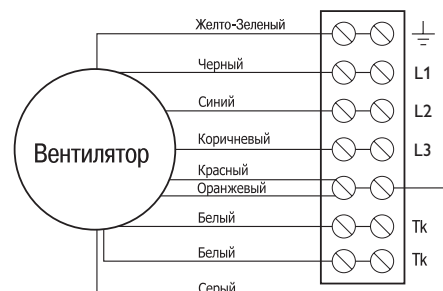 Желто-Зеленый
Черный
L1
Синий
L2
Коричневый
L3
Вентилятор
Красный
Оранжевый
Белый
Tk
Белый
Tk
Серый